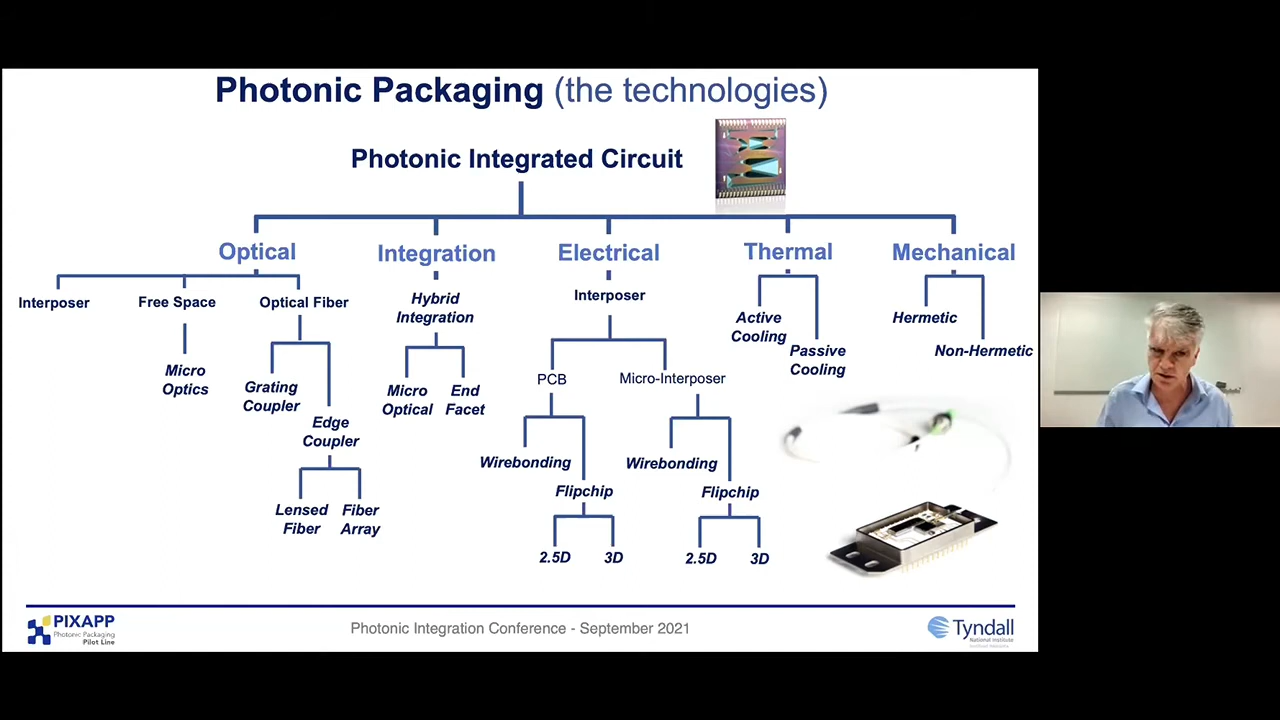 Photonic Packaging (the technologies)
Photonic Integrated Circuit
Optical
Integration
Electrical
Thermal
Mechanical
Interposer
Free Space
Optical Fiber
Micro
Optics
Grating
Coupler
Edge
Coupler
Lensed
Fiber
Fiber
Array
Hybrid
Integration
Micro
Optical
End
Facet
Interposer
PCB
Micro-Interposer
Wirebonding
Flipchip
2.5D
3D
Wirebonding
Flipchip
2.5D
3D
Active
Cooling
Passive
Cooling
Hermetic
Non-Hermetic
PIXAPP
Photonic Packaging
Pilot Line
Photonic Integration Conference - September 2021
Tyndall
National Institute